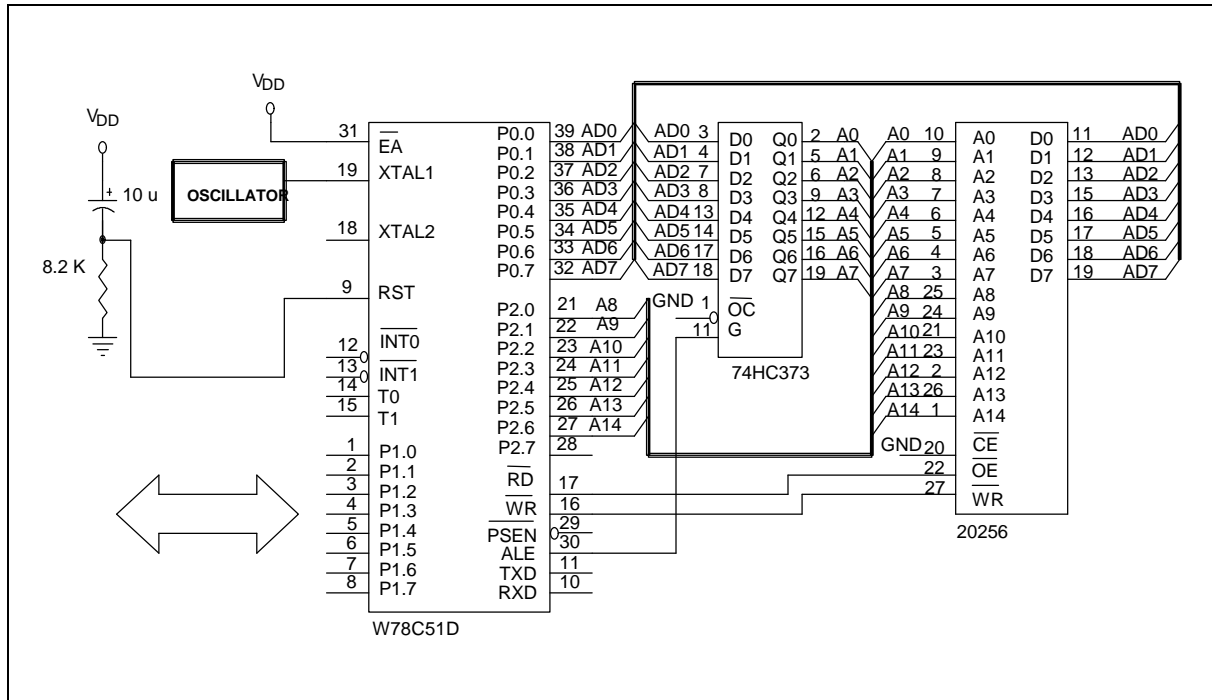 VDD
VDD
10 u
8.2 K
OSCILLATOR
31 EA
19 XTAL1
18 XTAL2
9 RST
12 INT0
13 INT1
14 T0
15 T1
1 P1.0
2 P1.1
3 P1.2
4 P1.3
5 P1.4
6 P1.5
7 P1.6
8 P1.7
P0.0 39 AD0
P0.1 38 AD1
P0.2 37 AD2
P0.3 36 AD3
P0.4 35 AD4
P0.5 34 AD5
P0.6 33 AD6
P0.7 32 AD7
P2.0 21 A8
P2.1 22 A9
P2.2 23 A10
P2.3 24 A11
P2.4 25 A12
P2.5 26 A13
P2.6 27 A14
P2.7 28
RD 17
WR 16
PSEN 29
ALE 30
TXD 11
RXD 10
W78C51D
AD0 3 D0 Q0 2 A0
AD1 4 D1 Q1 5 A1
AD2 7 D2 Q2 6 A2
AD3 8 D3 Q3 9 A3
AD4 13 D4 Q4 12 A4
AD5 14 D5 Q5 15 A5
AD6 17 D6 Q6 16 A6
AD7 18 D7 Q7 19 A7
GND 1 OC
11 G
74HC373
A0 10 A0 D0 11 AD0
A1 9 A1 D1 12 AD1
A2 8 A2 D2 13 AD2
A3 7 A3 D3 15 AD3
A4 6 A4 D4 16 AD4
A5 5 A5 D5 17 AD5
A6 4 A6 D6 18 AD6
A7 3 A7 D7 19 AD7
A8 25 A8
A9 24 A9
A10 21 A10
A11 23 A11
A12 2 A12
A13 26 A13
A14 1 A14
GND 20 CE
22 OE
27 WR
20256